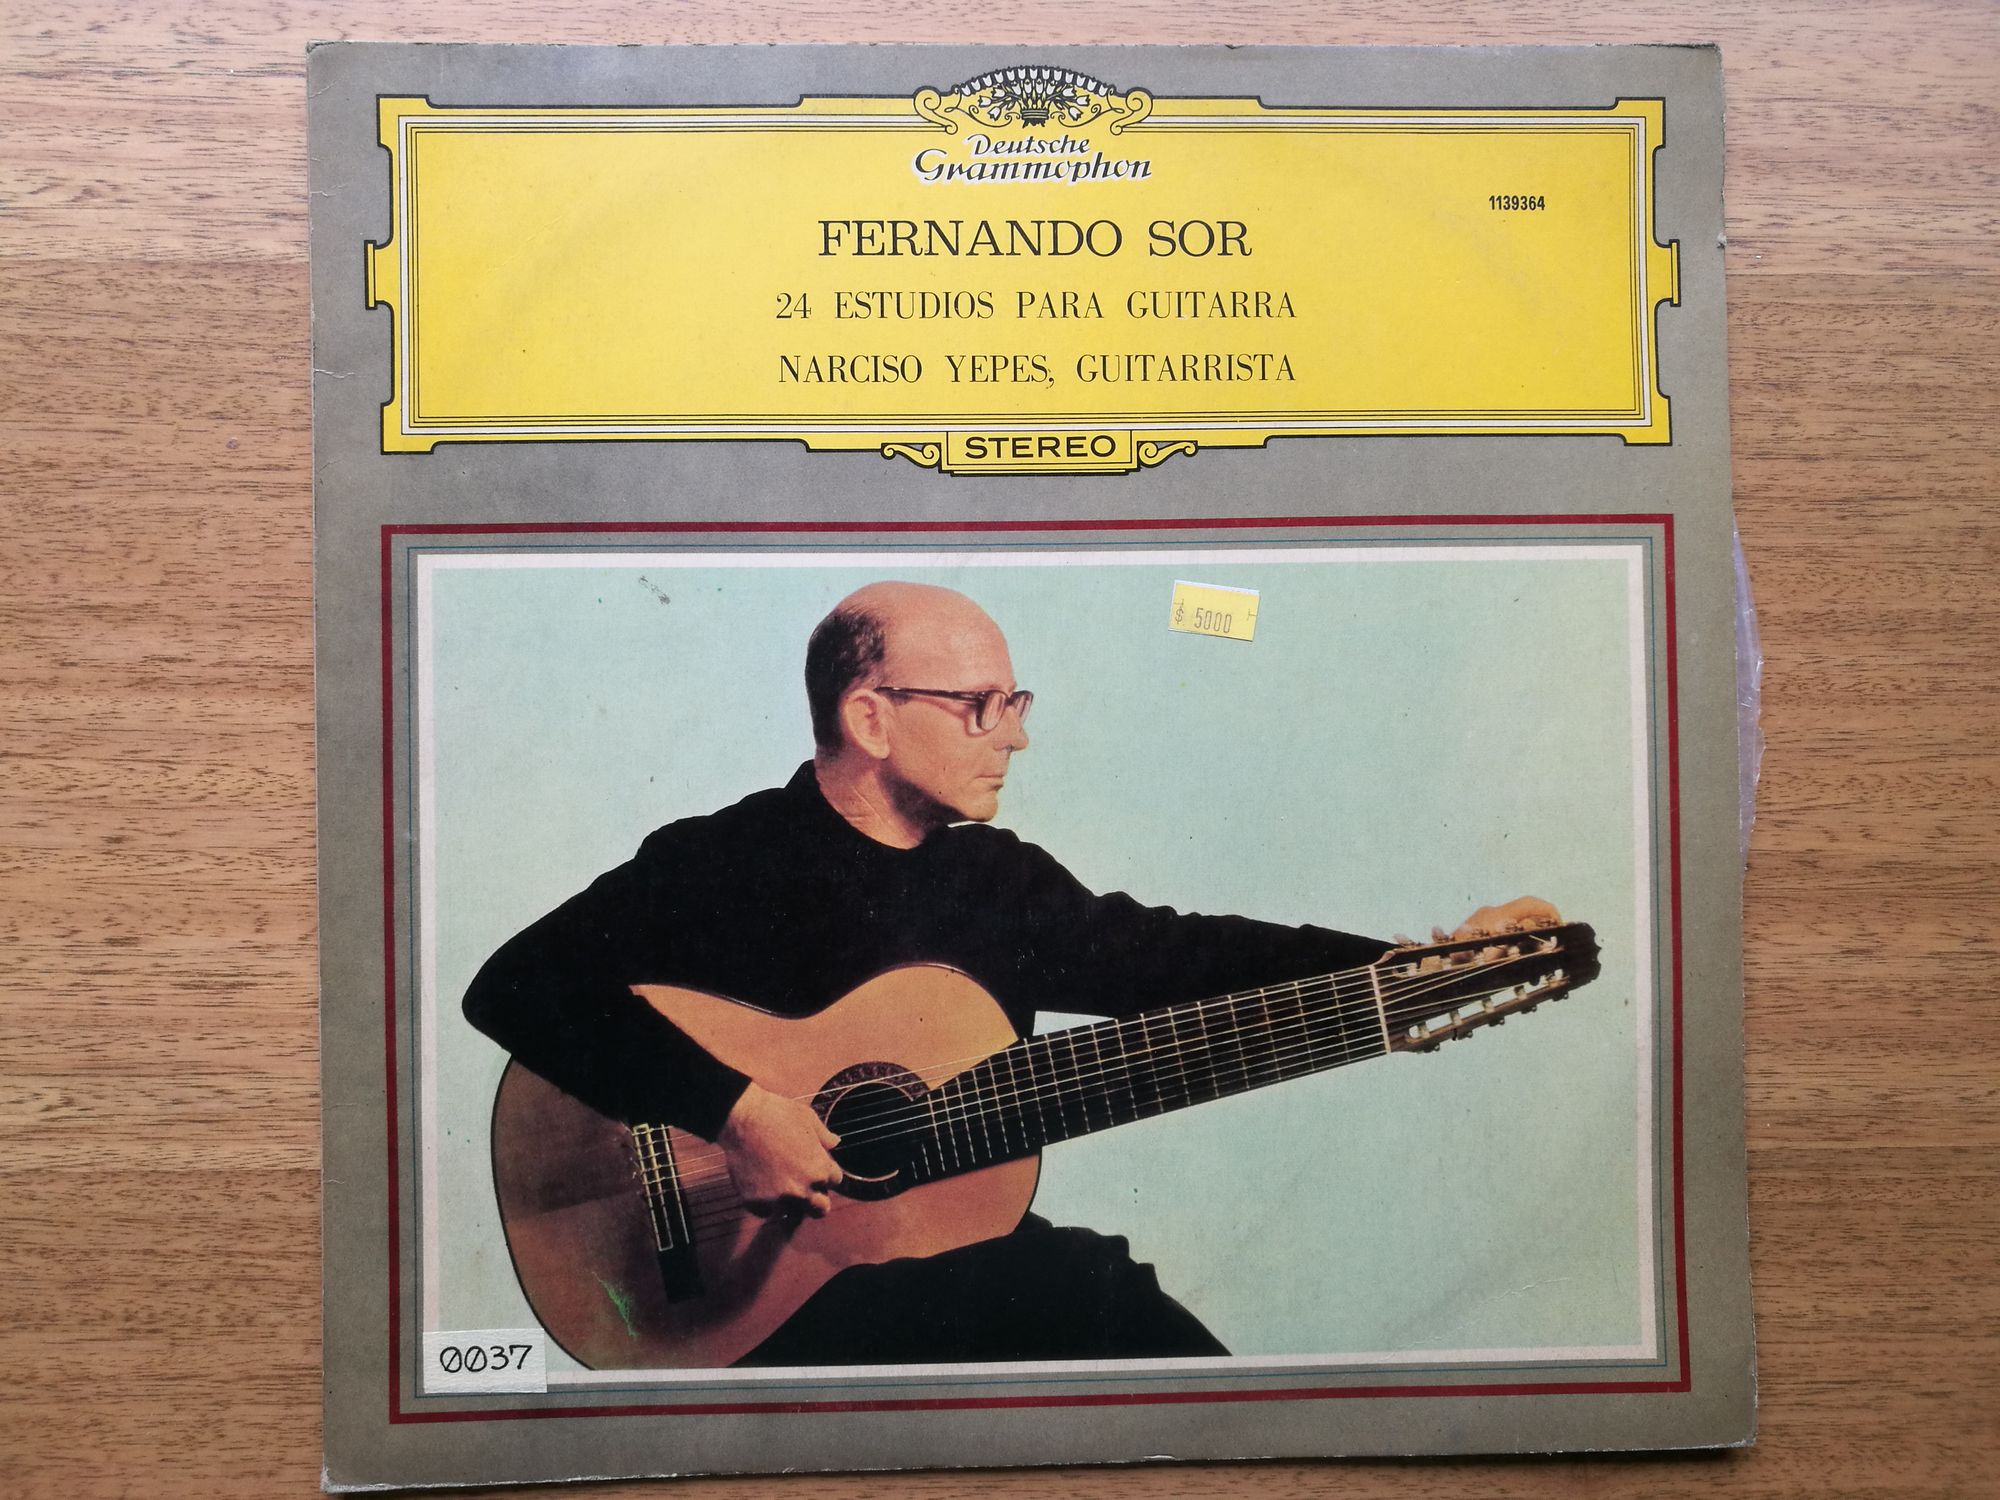 Deutsche
Grammophon
1139364
FERNANDO SOR
24 ESTUDIOS PARA GUITARRA
NARCISO YEPES, GUITARRISTA
STEREO
$ 5000
0037